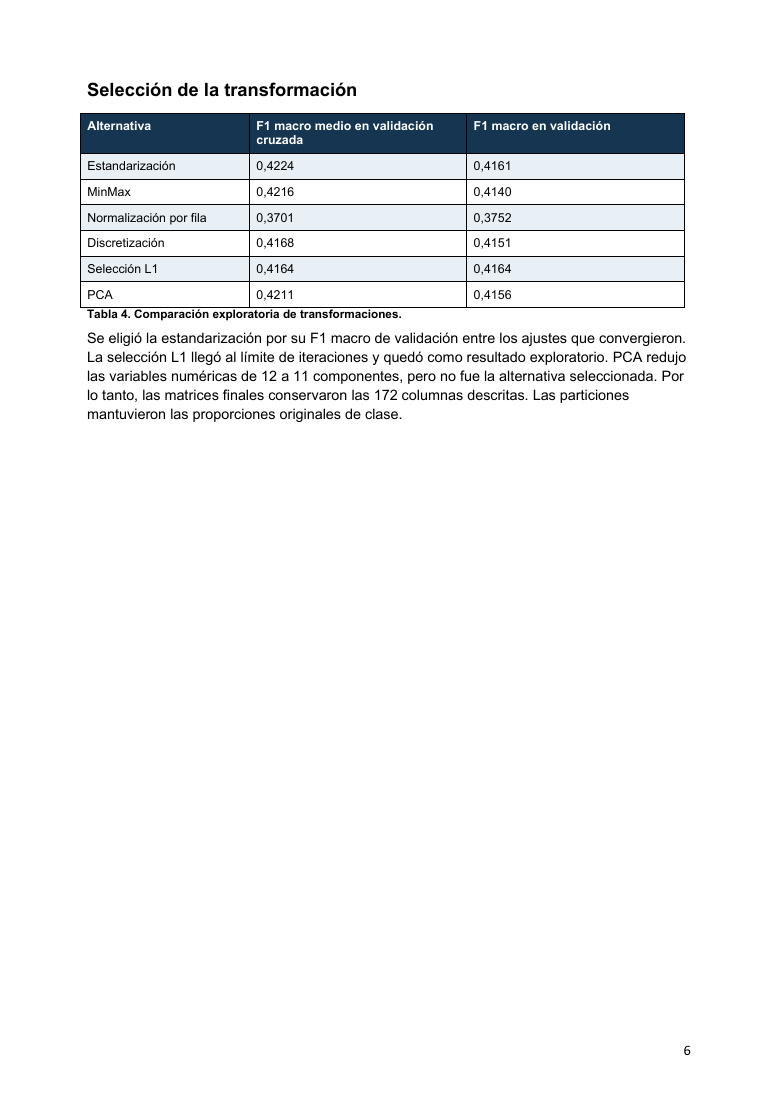 Selección de la transformación
Alternativa F1 macro medio en validación cruzada F1 macro en validación
Estandarización 0,4224 0,4161
MinMax 0,4216 0,4140
Normalización por fila 0,3701 0,3752
Discretización 0,4168 0,4151
Selección L1 0,4164 0,4164
PCA 0,4211 0,4156
Tabla 4. Comparación exploratoria de transformaciones.
Se eligió la estandarización por su F1 macro de validación entre los ajustes que convergieron.
La selección L1 llegó al límite de iteraciones y quedó como resultado exploratorio. PCA redujo
las variables numéricas de 12 a 11 componentes, pero no fue la alternativa seleccionada. Por
lo tanto, las matrices finales conservaron las 172 columnas descritas. Las particiones
mantuvieron las proporciones originales de clase.
6